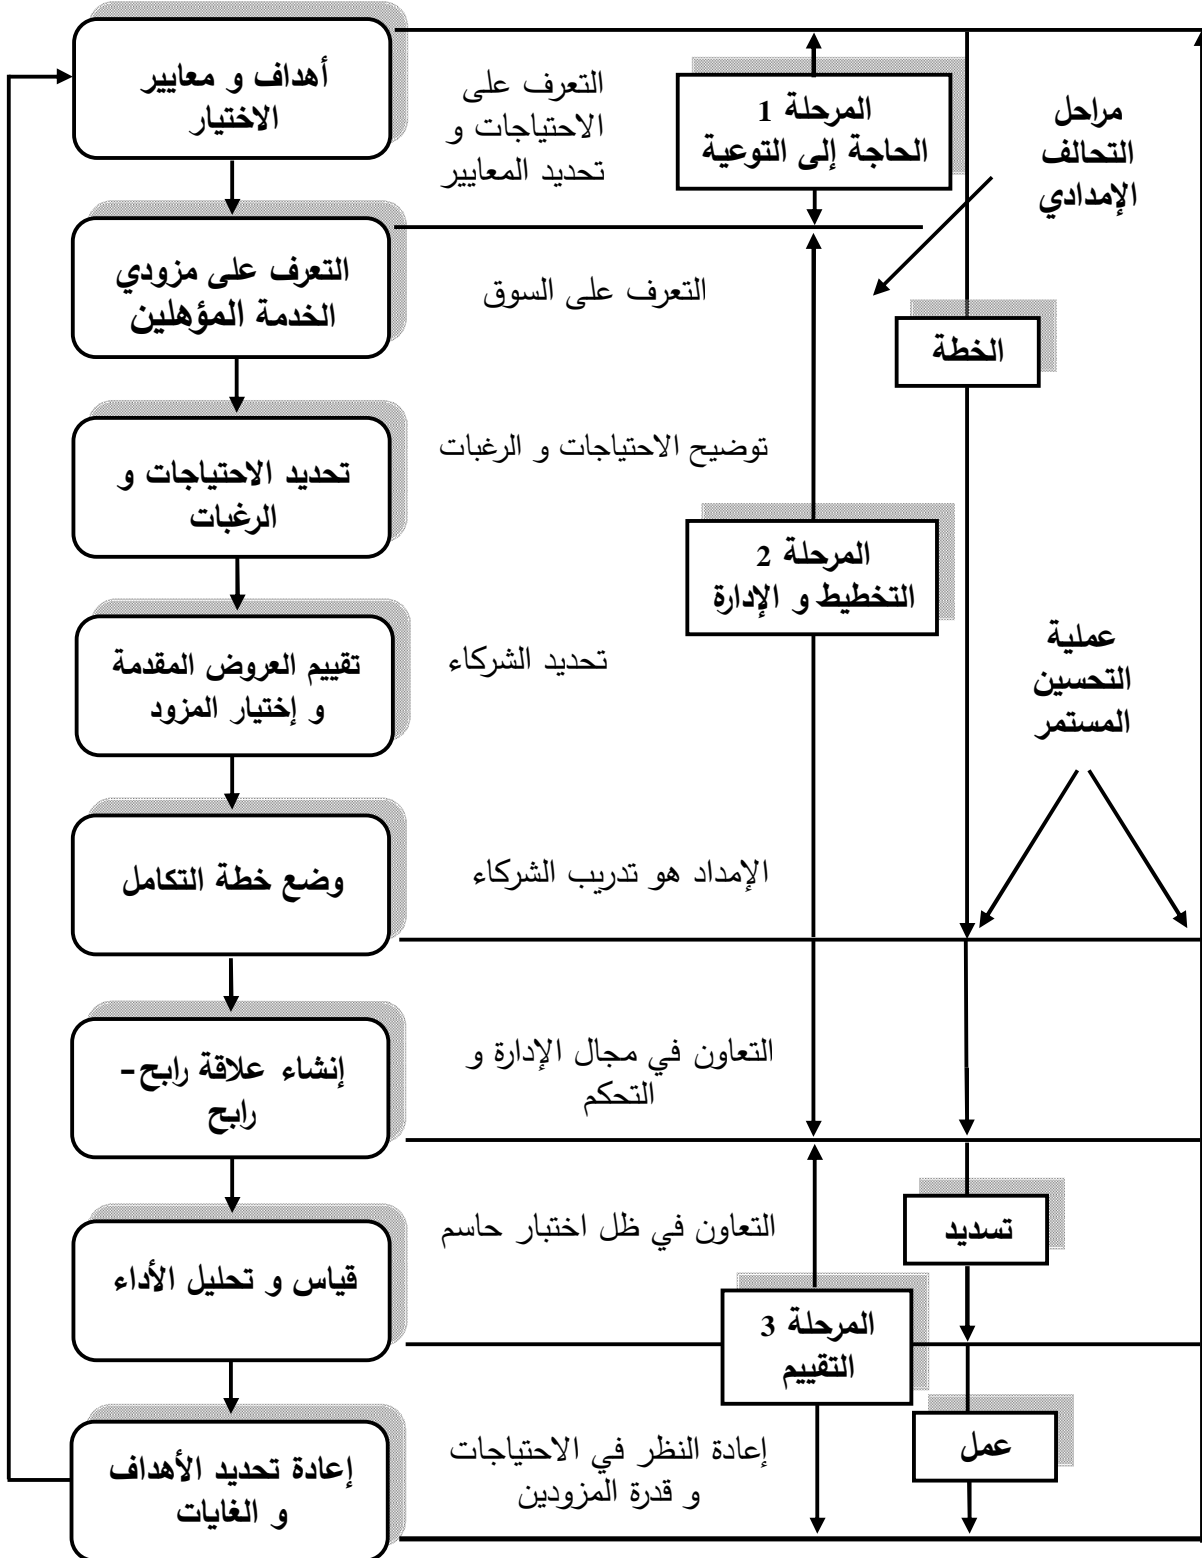 أهداف و معايير
الاختيار
التعرف على
الاحتياجات و
تحديد المعايير
المرحلة 1
الحاجة إلى التوعية
مراحل
التحالف
الإمدادي
التعرف على مزودي
الخدمة المؤهلين
التعرف على السوق
الخطة
تحديد الاحتياجات و
الرغبات
توضيح الاحتياجات و الرغبات
المرحلة 2
التخطيط و الإدارة
تقييم العروض المقدمة
و إختيار المزود
تحديد الشركاء
عملية
التحسين
المستمر
وضع خطة التكامل
الإمداد هو تدريب الشركاء
إنشاء علاقة رابح-
رابح
التعاون في مجال الإدارة و
التحكم
قياس و تحليل الأداء
التعاون في ظل اختبار حاسم
تسديد
المرحلة 3
التقييم
إعادة تحديد الأهداف
و الغايات
إعادة النظر في الاحتياجات
و قدرة المزودين
عمل